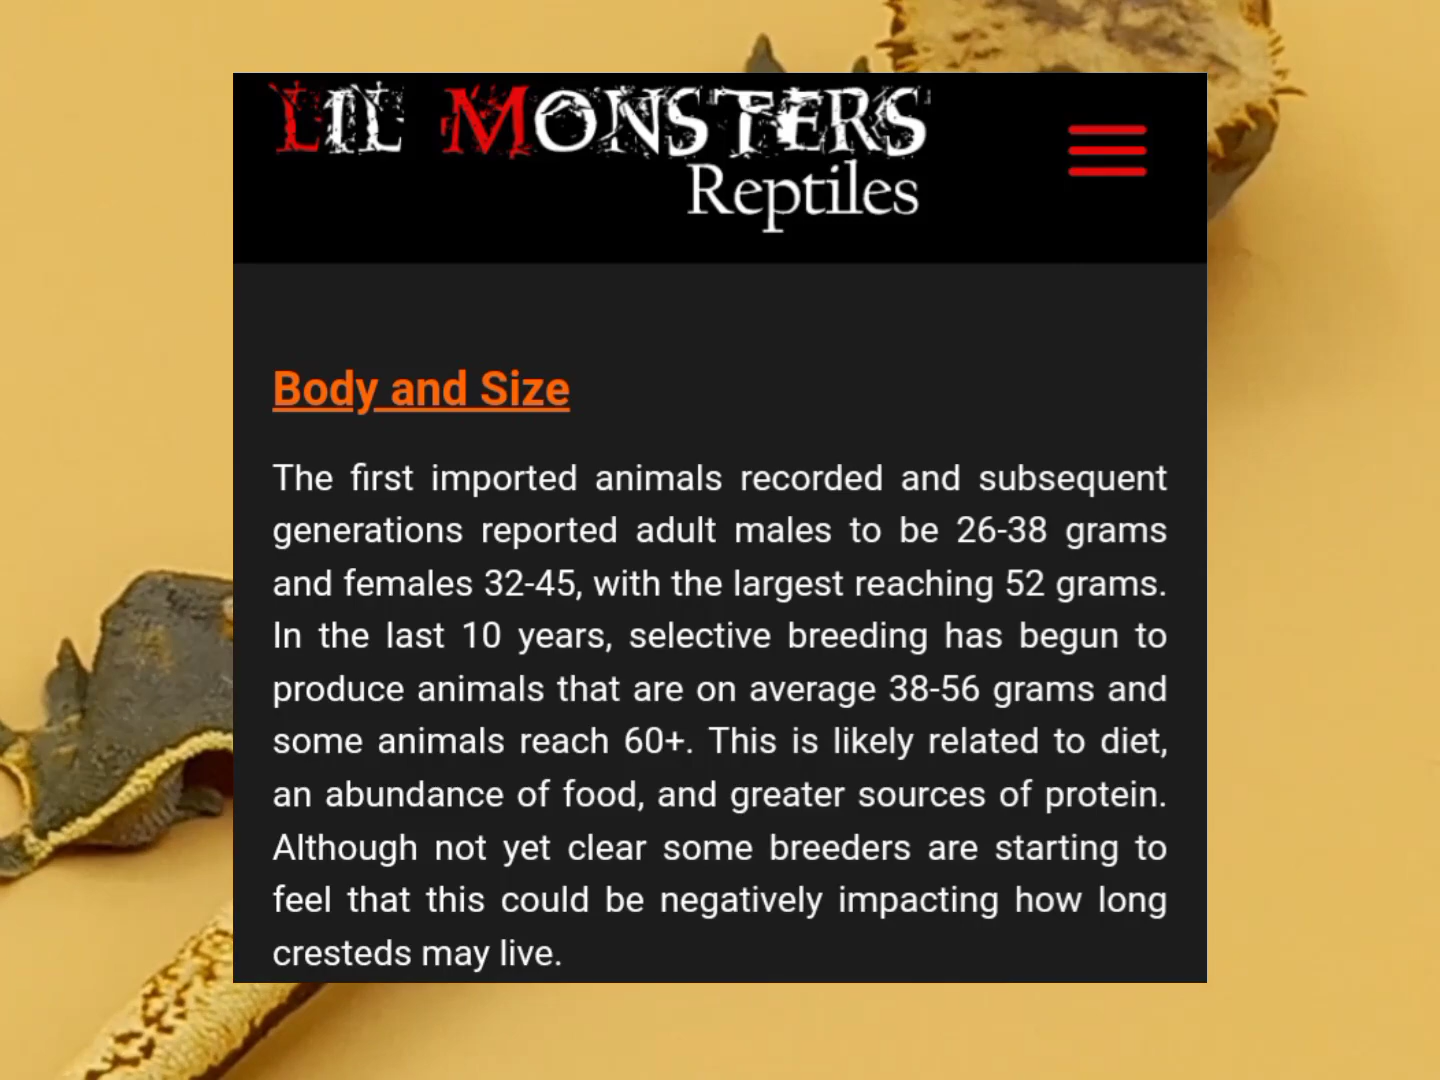 LIL MONSTERS
Reptiles
Body and Size
The first imported animals recorded and subsequent
generations reported adult males to be 26-38 grams
and females 32-45, with the largest reaching 52 grams.
In the last 10 years, selective breeding has begun to
produce animals that are on average 38-56 grams and
some animals reach 60+. This is likely related to diet,
an abundance of food, and greater sources of protein.
Although not yet clear some breeders are starting to
feel that this could be negatively impacting how long
cresteds may live.